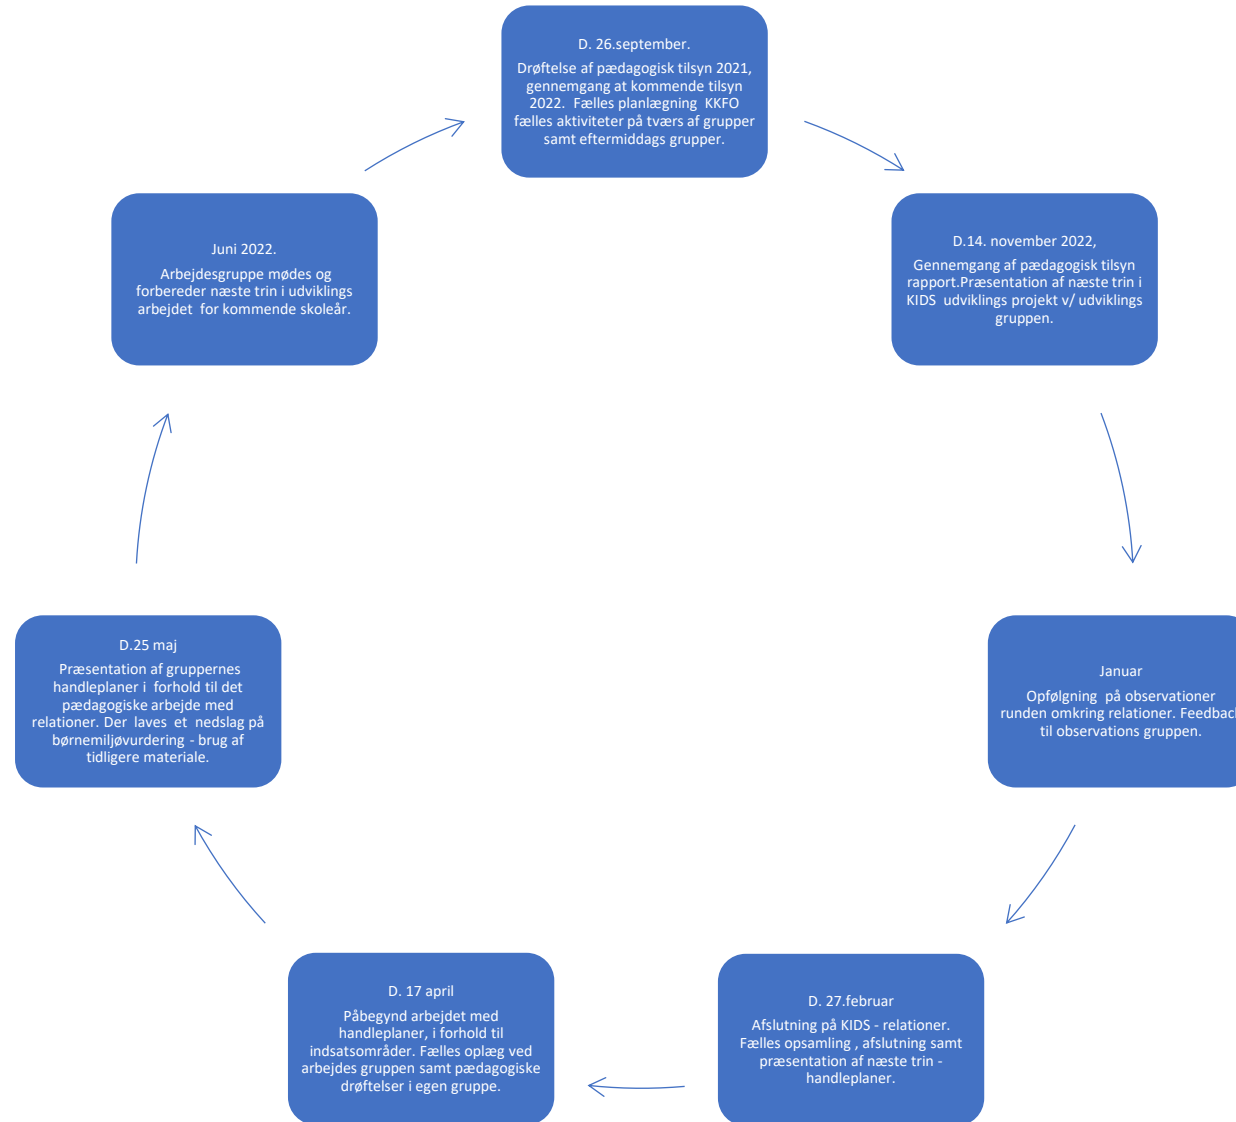 D. 26.september.
Drøftelse af pædagogisk tilsyn 2021,
gennemgang at kommende tilsyn
2022.  Fælles planlægning  KKFO
fælles aktiviteter på tværs af grupper
samt eftermiddags grupper.
D.14. november 2022,
Gennemgang af pædagogisk tilsyn
rapport.Præsentation af næste trin i
KIDS  udviklings projekt v/ udviklings
gruppen.
Januar
Opfølgning  på observationer
runden omkring relationer. Feedback
til observations gruppen.
D. 27.februar
Afslutning på KIDS - relationer.
Fælles opsamling , afslutning samt
præsentation af næste trin -
handleplaner.
D. 17 april
Påbegynd arbejdet med
handleplaner, i forhold til
indsatsområder. Fælles oplæg ved
arbejdes gruppen samt pædagogiske
drøftelser i egen gruppe.
D.25 maj
Præsentation af gruppernes
handleplaner i  forhold til det
pædagogiske arbejde med
relationer. Der  laves  et  nedslag på
børnemiljøvurdering - brug af
tidligere materiale.
Juni 2022.
Arbejdesgruppe mødes og
forbereder næste trin i udviklings
arbejdet  for kommende skoleår.